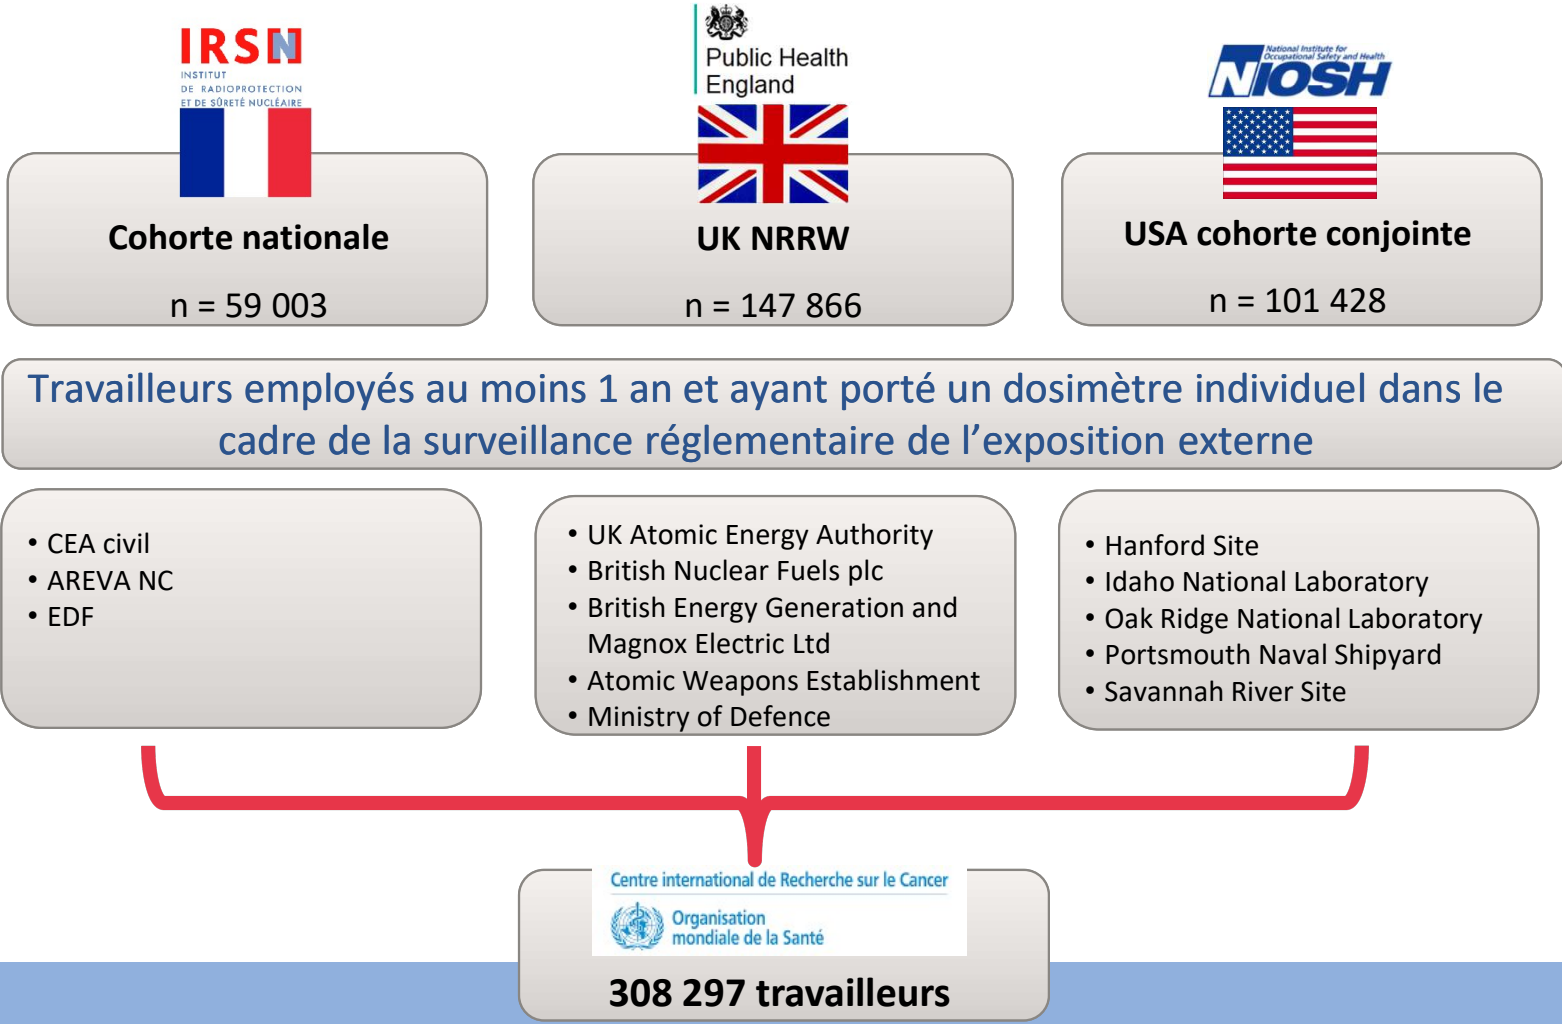 IRSN
INSTITUT
DE RADIOPROTECTION
ET DE SÛRETÉ NUCLÉAIRE
Cohorte nationale
n = 59 003
Public Health
England
UK NRRW
n = 147 866
National Institute for
Occupational Safety and Health
NIOSH
USA cohorte conjointe
n = 101 428
Travailleurs employés au moins 1 an et ayant porté un dosimètre individuel dans le
cadre de la surveillance réglementaire de l’exposition externe
• CEA civil
• AREVA NC
• EDF
• UK Atomic Energy Authority
• British Nuclear Fuels plc
• British Energy Generation and
Magnox Electric Ltd
• Atomic Weapons Establishment
• Ministry of Defence
• Hanford Site
• Idaho National Laboratory
• Oak Ridge National Laboratory
• Portsmouth Naval Shipyard
• Savannah River Site
Centre international de Recherche sur le Cancer
Organisation
mondiale de la Santé
308 297 travailleurs